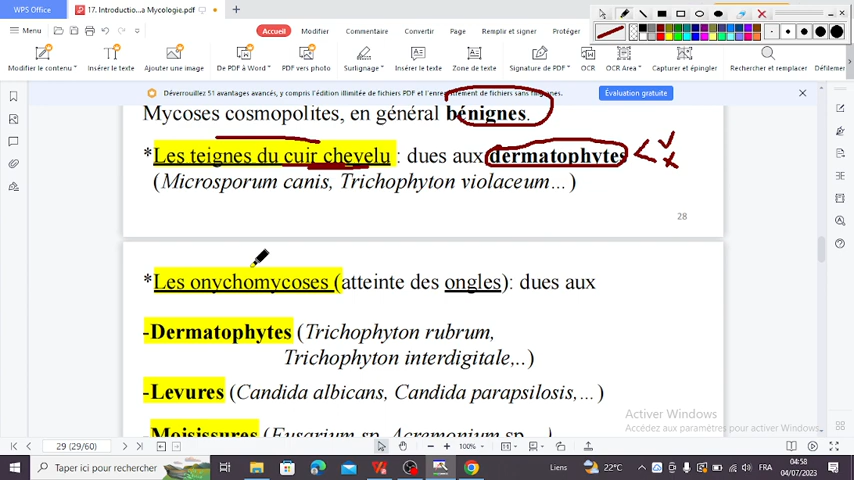 WPS Office
17. Introductio...a Mycologie.pdf
Menu
Accueil
Modifier
Commentaire
Convertir
Page
Remplir et signer
Protéger
Modifier le contenu
Insérer le texte
Ajouter une image
De PDF à Word
PDF vers photo
Surlignage
Insérer le texte
Zone de texte
Signature de PDF
OCR
OCR Area
Capturer et épingler
Rechercher et remplacer
Défilement
Déverrouillez 51 avantages avancés, y compris l'édition illimitée de fichiers PDF et l'enregistrement de fichiers sans filigranes.
Évaluation gratuite
Mycoses cosmopolites, en général bénignes.
*Les teignes du cuir chevelu : dues aux dermatophytes
(Microsporum canis, Trichophyton violaceum…)
28
*Les onychomycoses (atteinte des ongles): dues aux
-Dermatophytes (Trichophyton rubrum,
Trichophyton interdigitale,..)
-Levures (Candida albicans, Candida parapsilosis,…)
-Moisissures (Fusarium sp, Acremonium sp…)
Activer Windows
Accédez aux paramètres pour activer Windows.
29 (29/60)
100%
Taper ici pour rechercher
Liens
22°C
FRA
04:58
04/07/2023